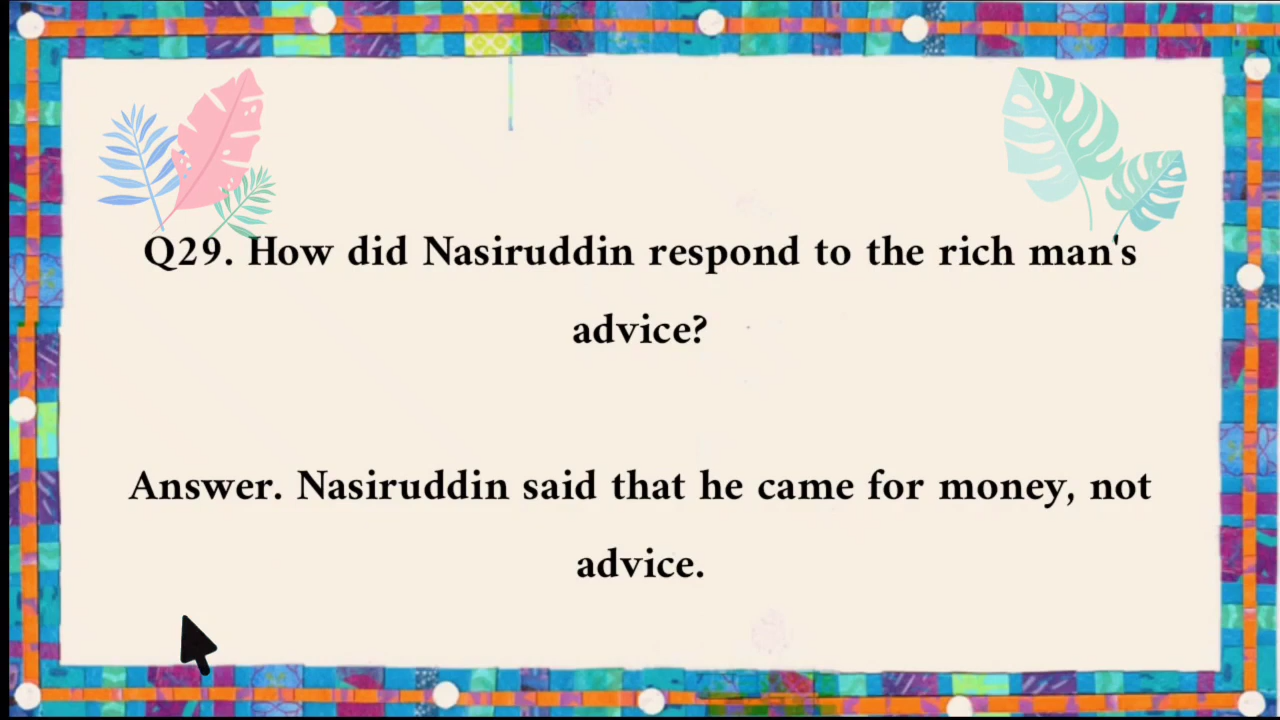 Q29. How did Nasiruddin respond to the rich man's
advice?
Answer. Nasiruddin said that he came for money, not
advice.